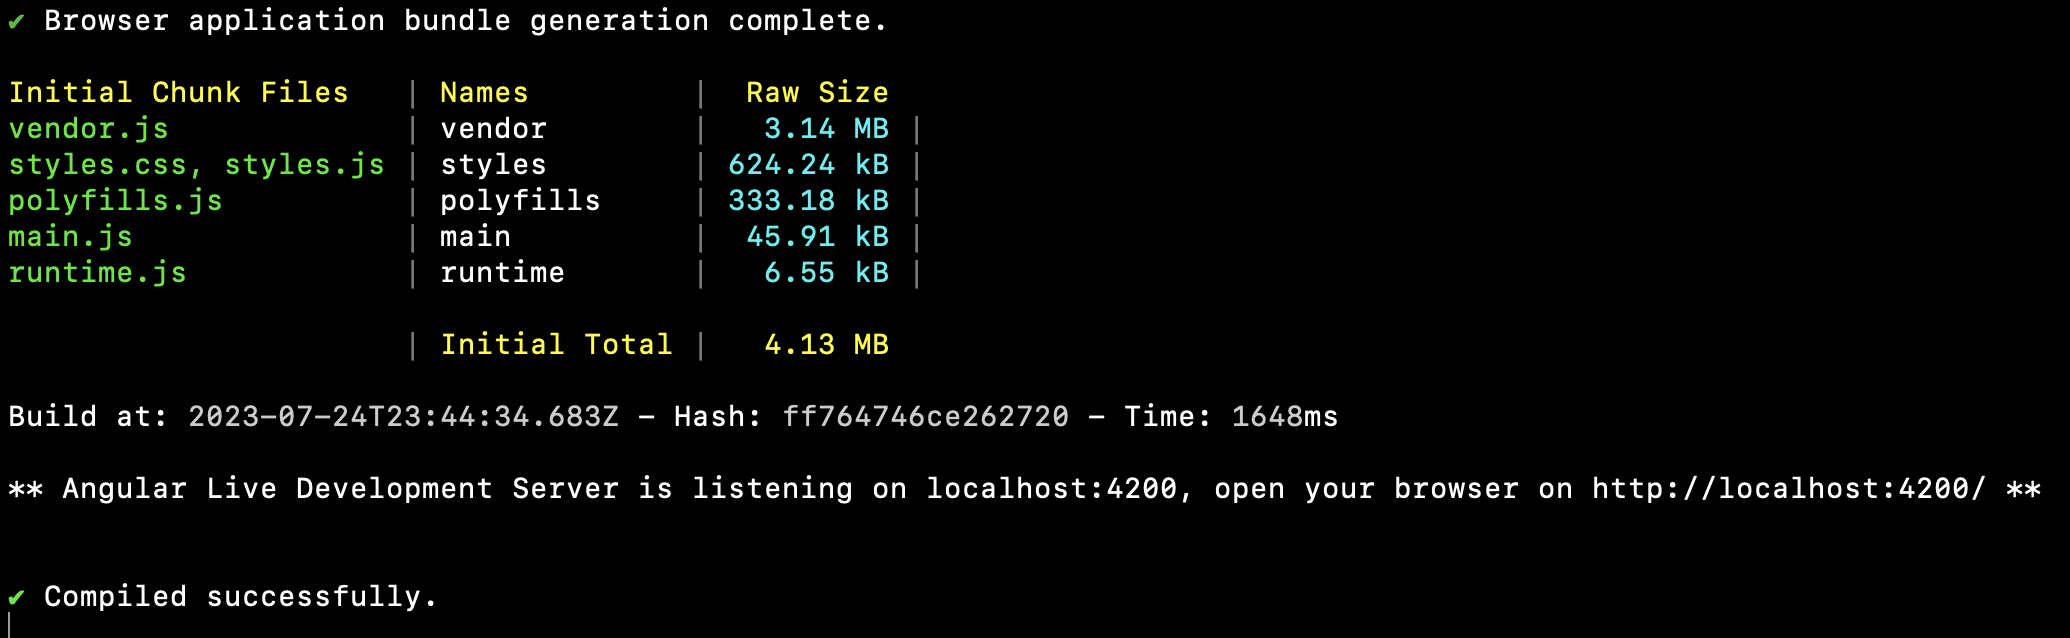 ✔ Browser application bundle generation complete.
Initial Chunk Files | Names | Raw Size
vendor.js | vendor | 3.14 MB |
styles.css, styles.js | styles | 624.24 kB |
polyfills.js | polyfills | 333.18 kB |
main.js | main | 45.91 kB |
runtime.js | runtime | 6.55 kB |
| Initial Total | 4.13 MB
Build at: 2023-07-24T23:44:34.683Z - Hash: ff764746ce262720 - Time: 1648ms
** Angular Live Development Server is listening on localhost:4200, open your browser on http://localhost:4200/ **
✔ Compiled successfully.